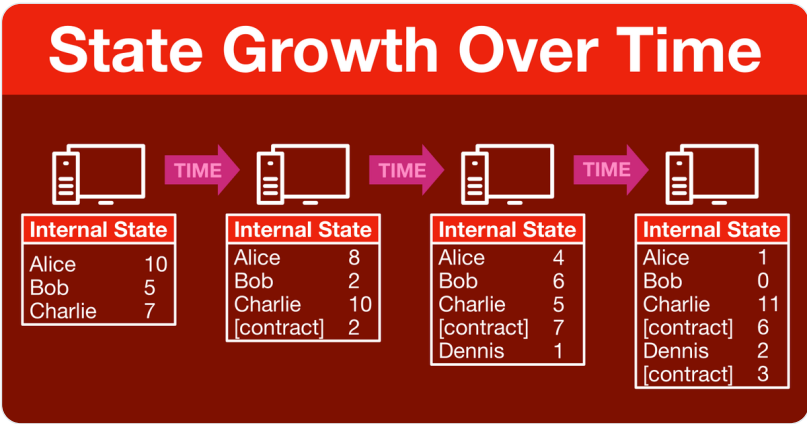 State Growth Over Time
TIME
TIME
TIME
Internal State
Alice 10
Bob 5
Charlie 7
Internal State
Alice 8
Bob 2
Charlie 10
[contract] 2
Internal State
Alice 4
Bob 6
Charlie 5
[contract] 7
Dennis 1
Internal State
Alice 1
Bob 0
Charlie 11
[contract] 6
Dennis 2
[contract] 3